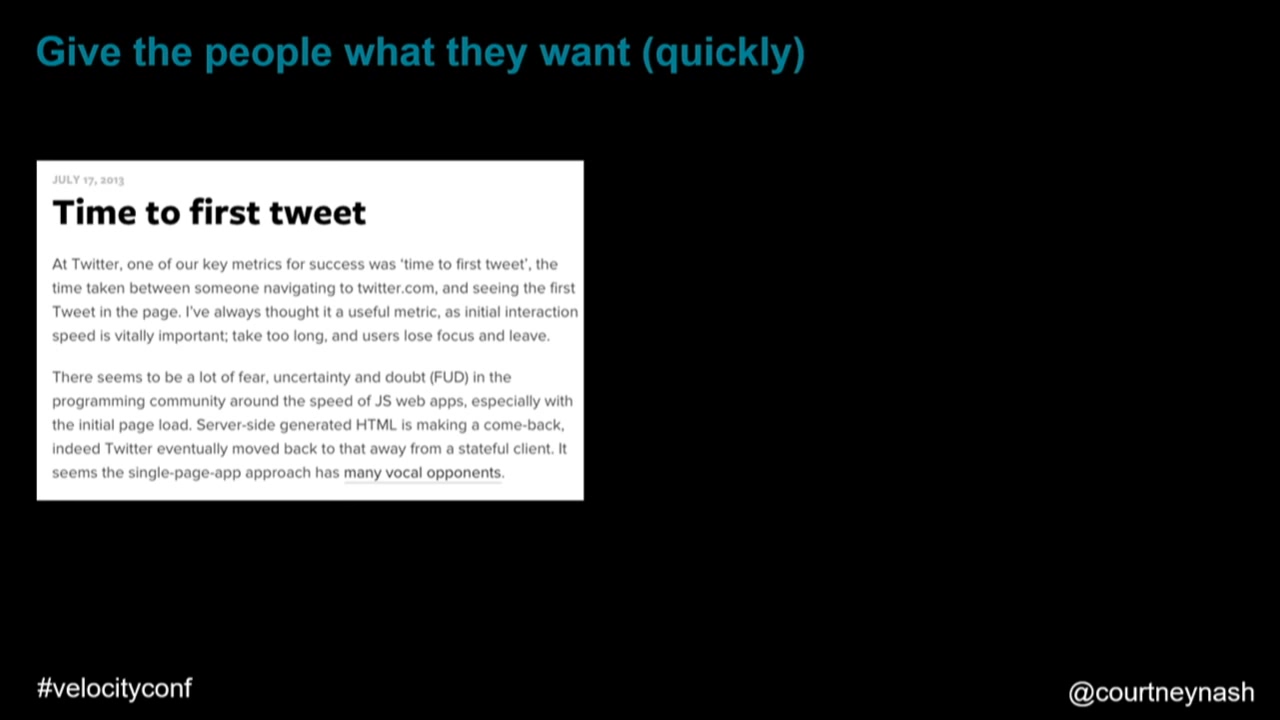 Give the people what they want (quickly)
JULY 17, 2013
Time to first tweet
At Twitter, one of our key metrics for success was ‘time to first tweet’, the
time taken between someone navigating to twitter.com, and seeing the first
Tweet in the page. I’ve always thought it a useful metric, as initial interaction
speed is vitally important; take too long, and users lose focus and leave.
There seems to be a lot of fear, uncertainty and doubt (FUD) in the
programming community around the speed of JS web apps, especially with
the initial page load. Server-side generated HTML is making a come-back,
indeed Twitter eventually moved back to that away from a stateful client. It
seems the single-page-app approach has many vocal opponents.
#velocityconf
@courtneynash